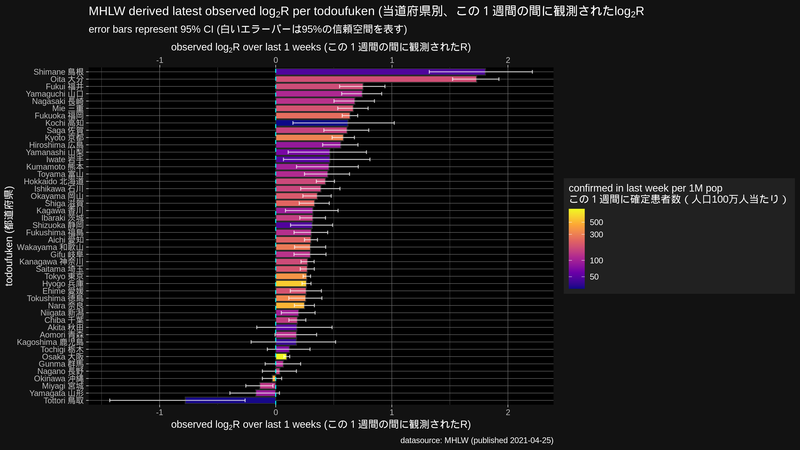 MHLW derived latest observed log2R per todoufuken (当道府県別、この１週間の間に観測されたlog2R
error bars represent 95% CI (白いエラーバーは95%の信頼空間を表す)
observed log2R over last 1 weeks (この１週間の間に観測されたR)
-1 0 1 2
todoufuken (都道府県)
Shimane 島根
Oita 大分
Fukui 福井
Yamaguchi 山口
Nagasaki 長崎
Mie 三重
Fukuoka 福岡
Kochi 高知
Saga 佐賀
Kyoto 京都
Hiroshima 広島
Yamanashi 山梨
Iwate 岩手
Kumamoto 熊本
Toyama 富山
Hokkaido 北海道
Ishikawa 石川
Okayama 岡山
Shiga 滋賀
Kagawa 香川
Ibaraki 茨城
Shizuoka 静岡
Fukushima 福島
Aichi 愛知
Wakayama 和歌山
Gifu 岐阜
Kanagawa 神奈川
Saitama 埼玉
Tokyo 東京
Hyogo 兵庫
Ehime 愛媛
Tokushima 徳島
Nara 奈良
Niigata 新潟
Chiba 千葉
Akita 秋田
Aomori 青森
Kagoshima 鹿児島
Tochigi 栃木
Osaka 大阪
Gunma 群馬
Nagano 長野
Okinawa 沖縄
Miyagi 宮城
Yamagata 山形
Tottori 鳥取
-1 0 1 2
observed log2R over last 1 weeks (この１週間の間に観測されたR)
confirmed in last week per 1M pop
この１週間に確定患者数（人口100万人当たり）
500
300
100
50
datasource: MHLW (published 2021-04-25)